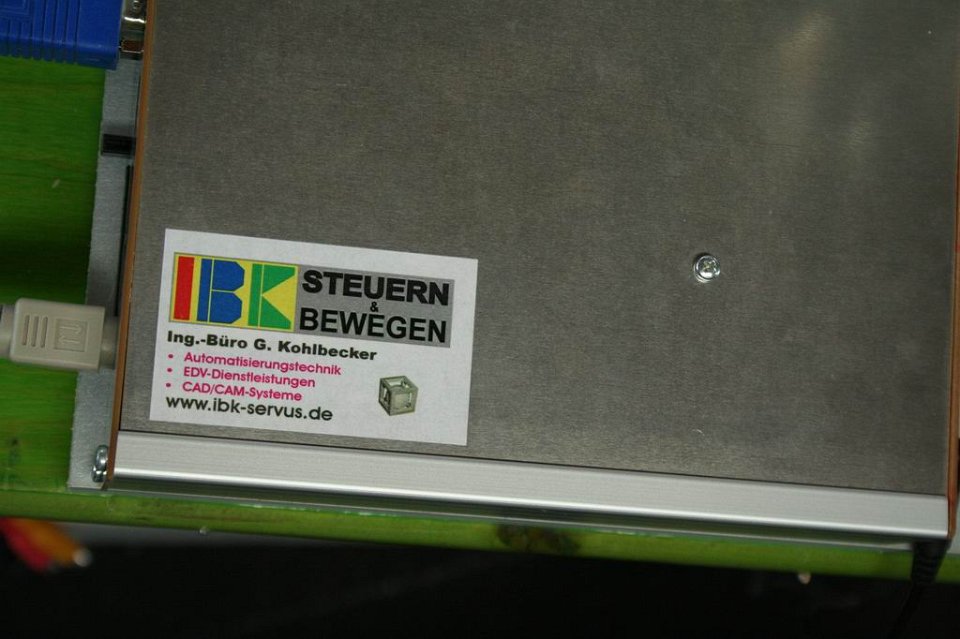 IBK STEUERN
&
BEWEGEN
Ing.-Büro G. Kohlbecker
• Automatisierungstechnik
• EDV-Dienstleistungen
• CAD/CAM-Systeme
www.ibk-servus.de